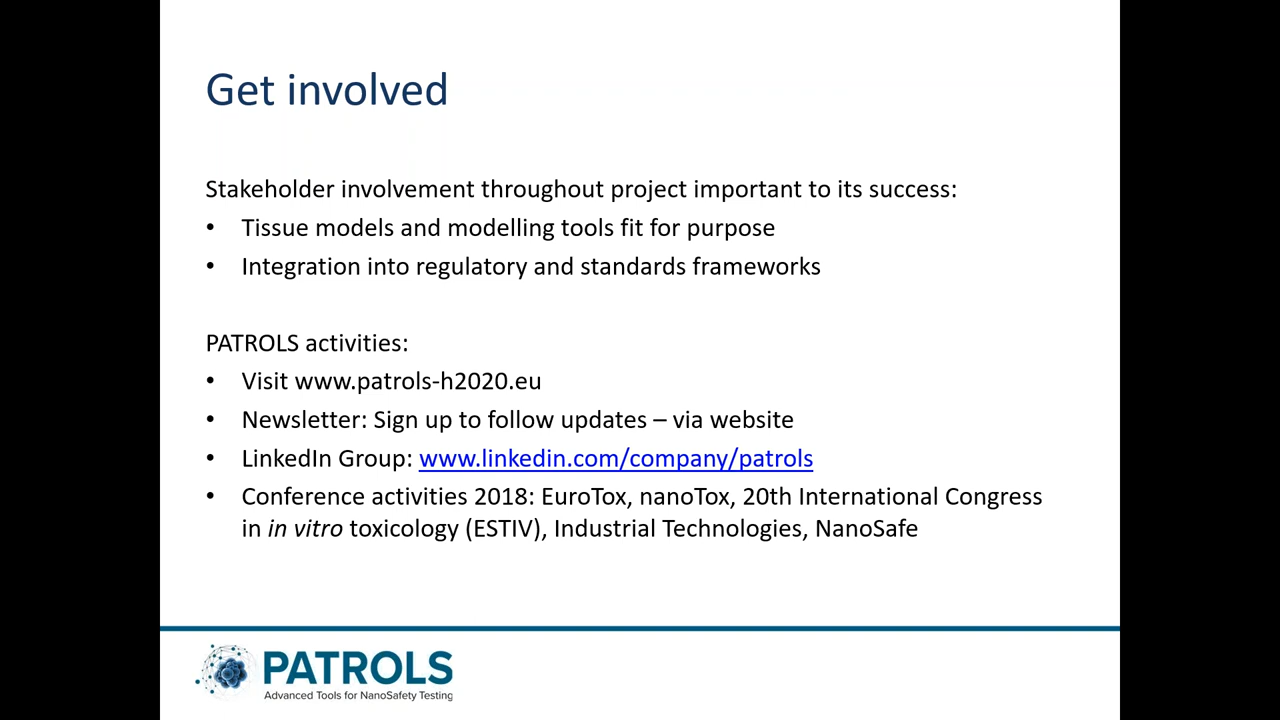 Get involved
Stakeholder involvement throughout project important to its success:
• Tissue models and modelling tools fit for purpose
• Integration into regulatory and standards frameworks
PATROLS activities:
• Visit www.patrols-h2020.eu
• Newsletter: Sign up to follow updates – via website
• LinkedIn Group: www.linkedin.com/company/patrols
• Conference activities 2018: EuroTox, nanoTox, 20th International Congress
in in vitro toxicology (ESTIV), Industrial Technologies, NanoSafe
PATROLS
Advanced Tools for NanoSafety Testing